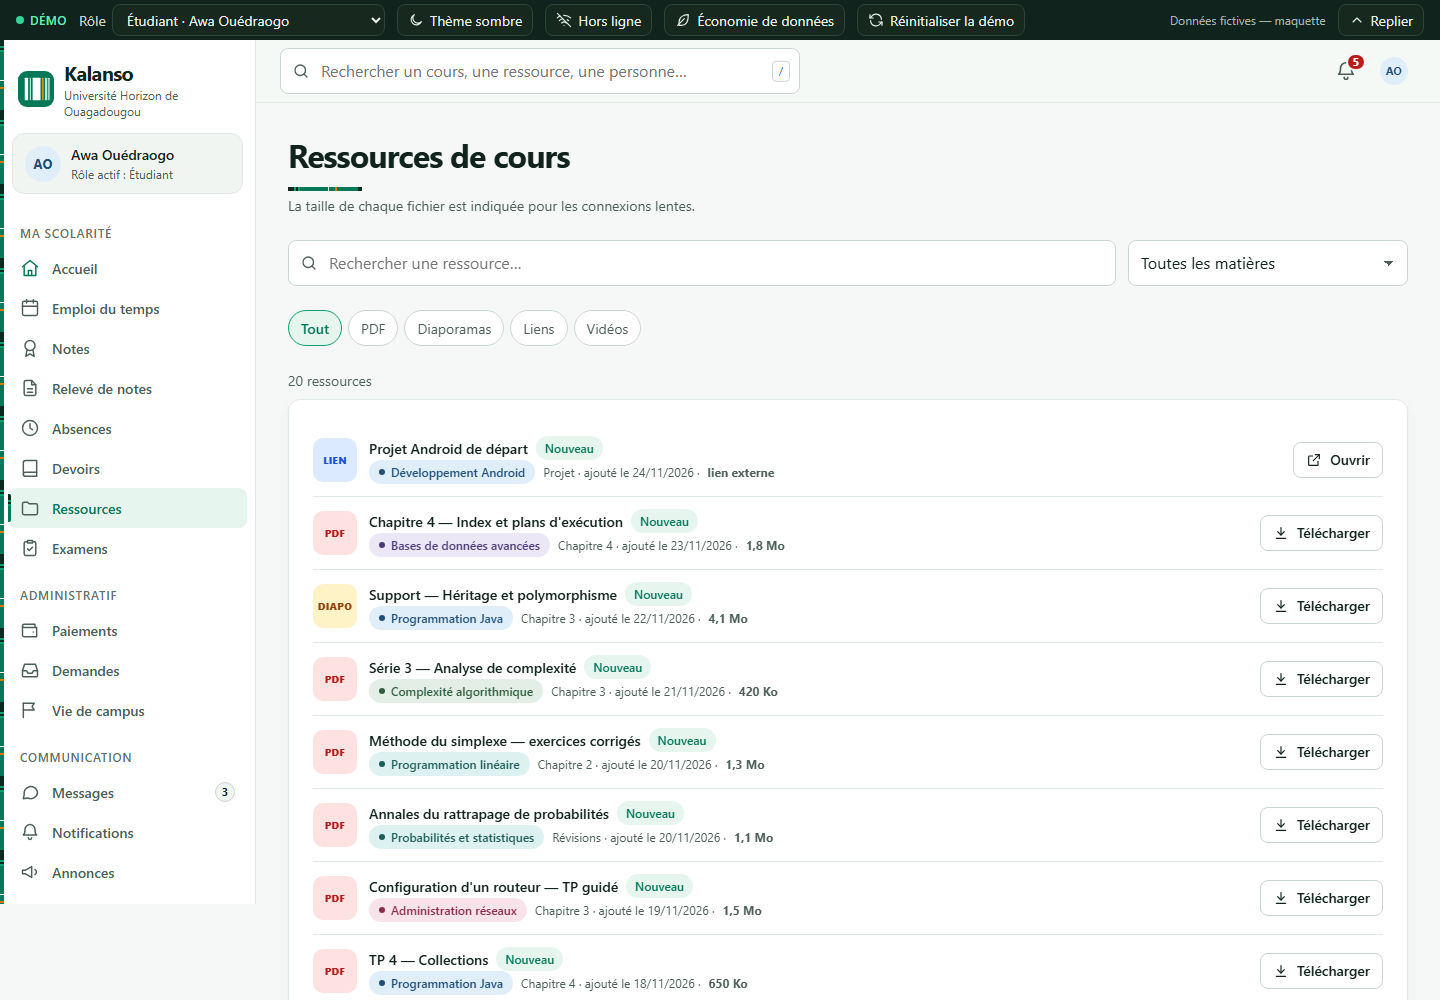 DÉMO Rôle Étudiant · Awa Ouédraogo Thème sombre Hors ligne Économie de données Réinitialiser la démo Données fictives — maquette Replier
Kalanso
Université Horizon de
Ouagadougou
Rechercher un cours, une ressource, une personne... /
5
AO
AO
Awa Ouédraogo
Rôle actif : Étudiant
MA SCOLARITÉ
Accueil
Emploi du temps
Notes
Relevé de notes
Absences
Devoirs
Ressources
Examens
ADMINISTRATIF
Paiements
Demandes
Vie de campus
COMMUNICATION
Messages 3
Notifications
Annonces
Ressources de cours
La taille de chaque fichier est indiquée pour les connexions lentes.
Rechercher une ressource... Toutes les matières
Tout PDF Diaporamas Liens Vidéos
20 ressources
LIEN
Projet Android de départ Nouveau
Développement Android Projet · ajouté le 24/11/2026 · lien externe
Ouvrir
PDF
Chapitre 4 — Index et plans d'exécution Nouveau
Bases de données avancées Chapitre 4 · ajouté le 23/11/2026 · 1,8 Mo
Télécharger
DIAPO
Support — Héritage et polymorphisme Nouveau
Programmation Java Chapitre 3 · ajouté le 22/11/2026 · 4,1 Mo
Télécharger
PDF
Série 3 — Analyse de complexité Nouveau
Complexité algorithmique Chapitre 3 · ajouté le 21/11/2026 · 420 Ko
Télécharger
PDF
Méthode du simplexe — exercices corrigés Nouveau
Programmation linéaire Chapitre 2 · ajouté le 20/11/2026 · 1,3 Mo
Télécharger
PDF
Annales du rattrapage de probabilités Nouveau
Probabilités et statistiques Révisions · ajouté le 20/11/2026 · 1,1 Mo
Télécharger
PDF
Configuration d'un routeur — TP guidé Nouveau
Administration réseaux Chapitre 3 · ajouté le 19/11/2026 · 1,5 Mo
Télécharger
PDF
TP 4 — Collections Nouveau
Programmation Java Chapitre 4 · ajouté le 18/11/2026 · 650 Ko
Télécharger